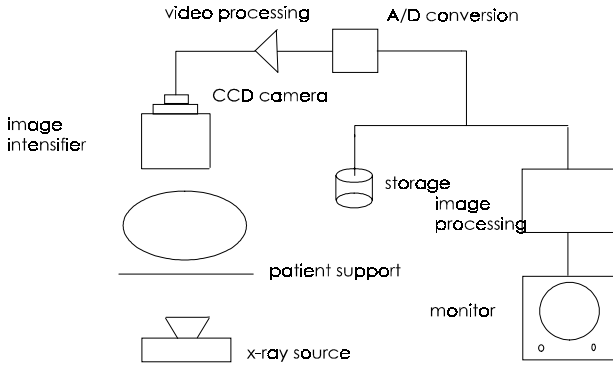 video processing
A/D conversion
CCD camera
image
intensifier
storage
image
processing
patient support
monitor
x-ray source